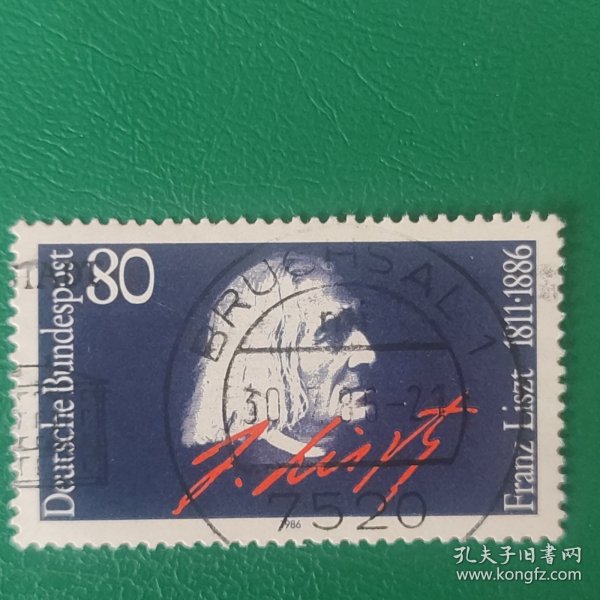 Deutsche Bundespost
80
Franz Liszt 1811·1886
F. Liszt
BRUCHSAL 1
7520
1986
孔夫子旧书网
www.kongfz.com